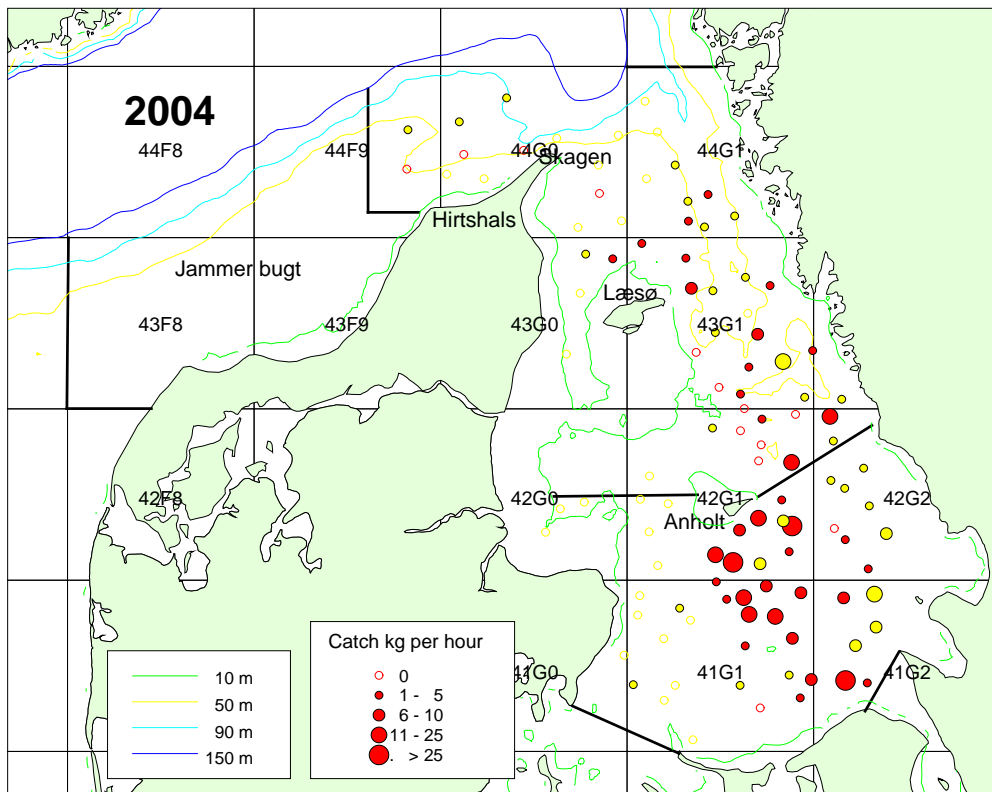 2004
44F8 44F9 44G0 44G1
Skagen
Hirtshals
Jammer bugt
Læsø
43F8 43F9 43G0 43G1
42F8 42G0 42G1 42G2
Anholt
41G0 41G1 41G2
10 m
50 m
90 m
150 m
Catch kg per hour
0
1 - 5
6 - 10
11 - 25
. > 25